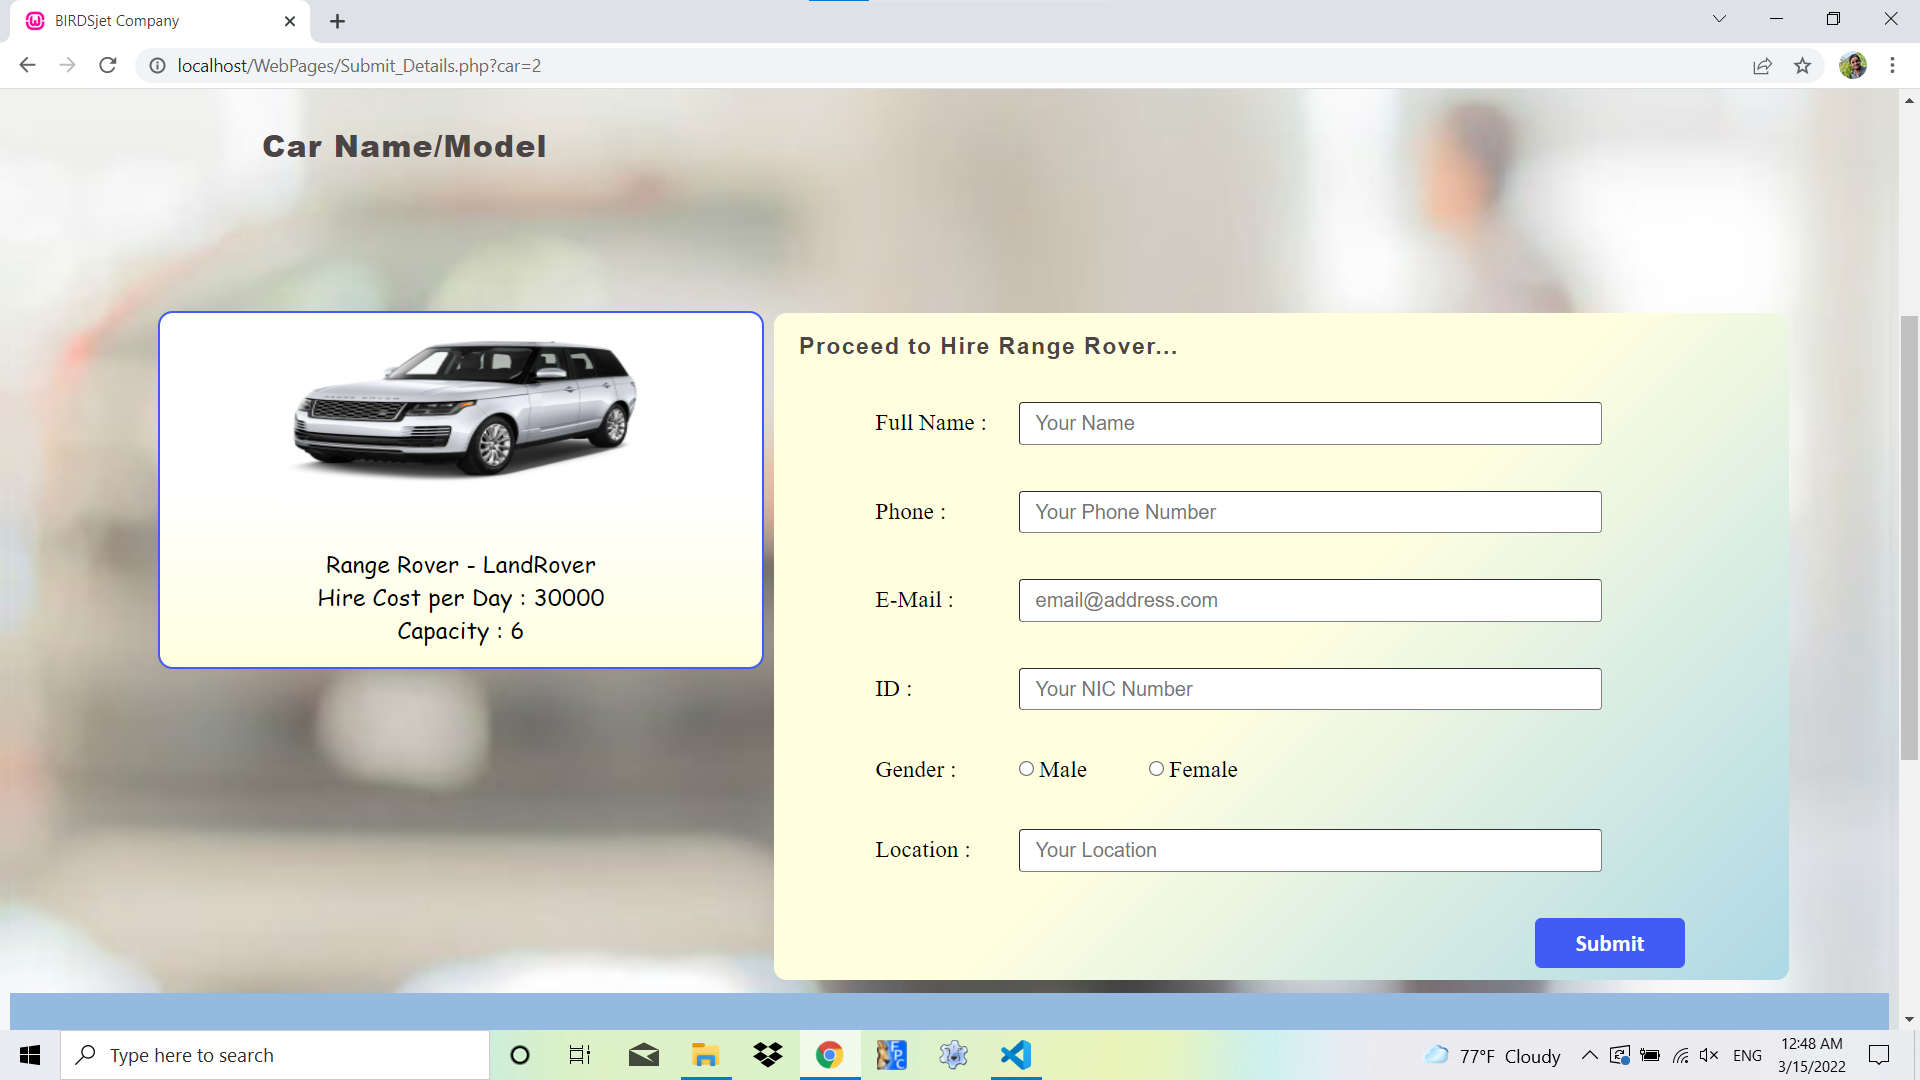 BIRDSjet Company
localhost/WebPages/Submit_Details.php?car=2
Car Name/Model
Range Rover - LandRover
Hire Cost per Day : 30000
Capacity : 6
Proceed to Hire Range Rover...
Full Name : Your Name
Phone : Your Phone Number
E-Mail : email@address.com
ID : Your NIC Number
Gender : Male Female
Location : Your Location
Submit
Type here to search
77°F Cloudy
ENG
12:48 AM
3/15/2022